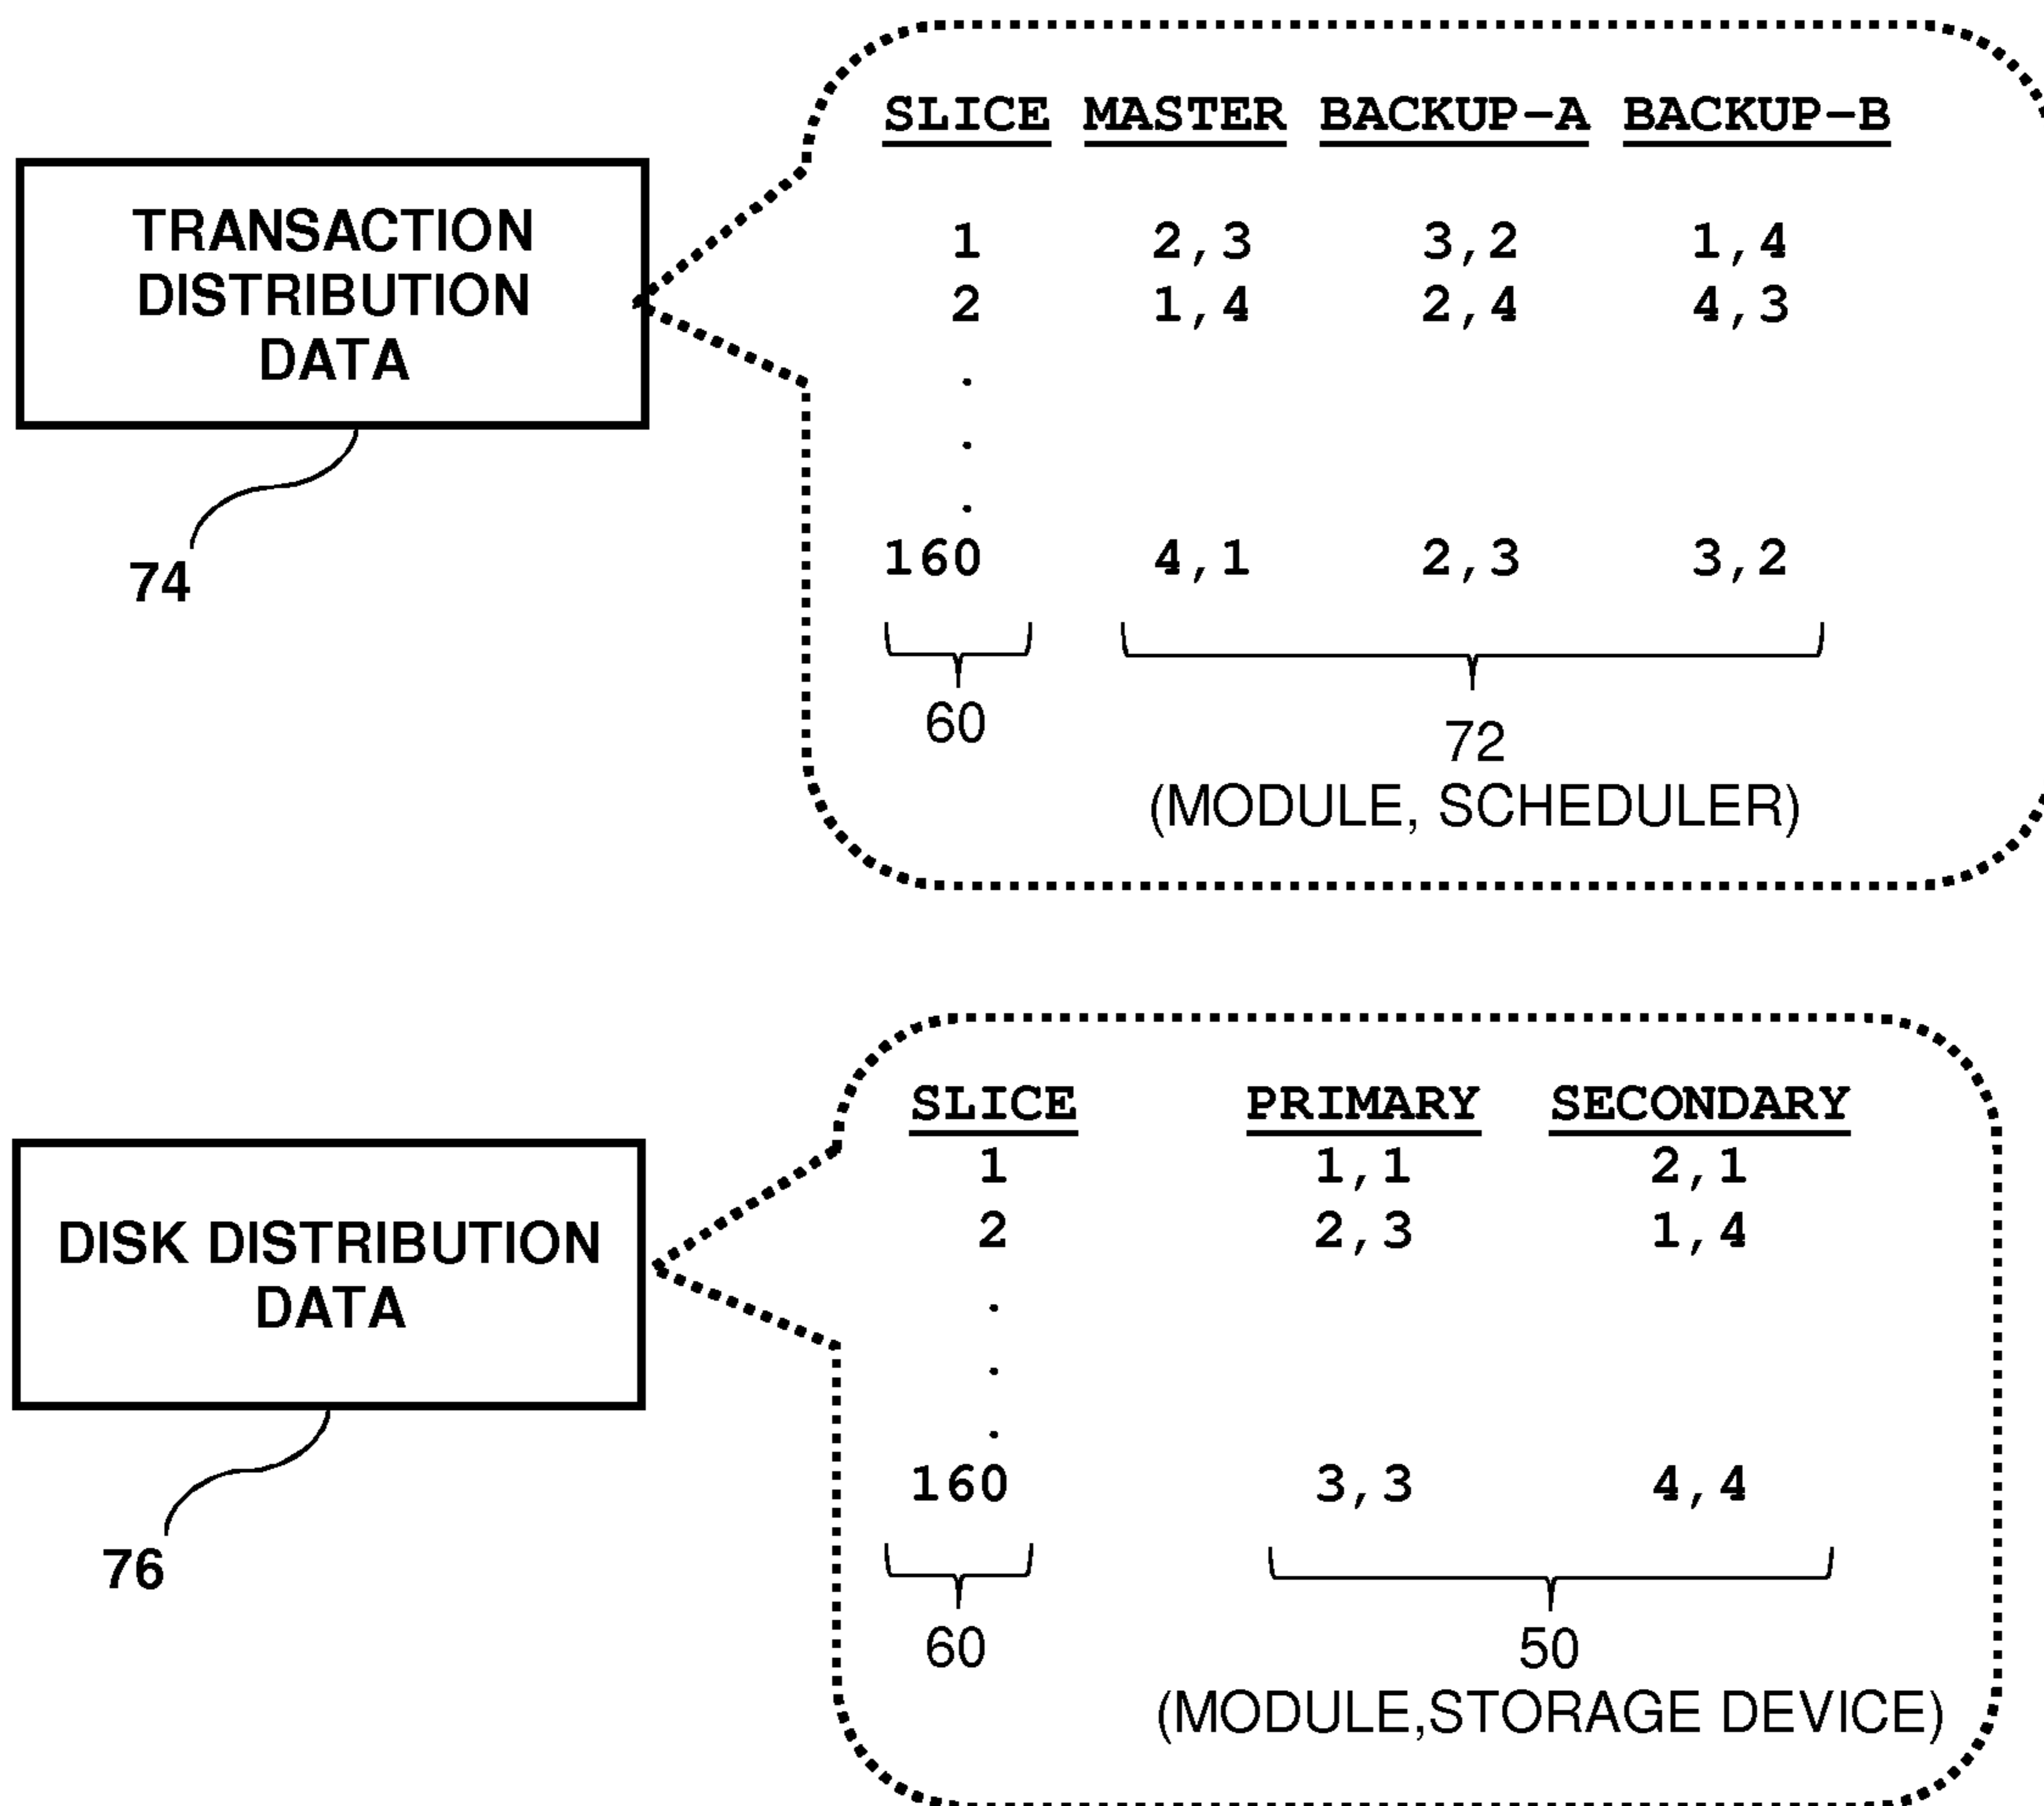 TRANSACTION
DISTRIBUTION
DATA
74
SLICE MASTER BACKUP-A BACKUP-B
1 2,3 3,2 1,4
2 1,4 2,4 4,3
.
.
.
160 4,1 2,3 3,2
60
72
(MODULE, SCHEDULER)
DISK DISTRIBUTION
DATA
76
SLICE PRIMARY SECONDARY
1 1,1 2,1
2 2,3 1,4
.
.
.
160 3,3 4,4
60
50
(MODULE,STORAGE DEVICE)